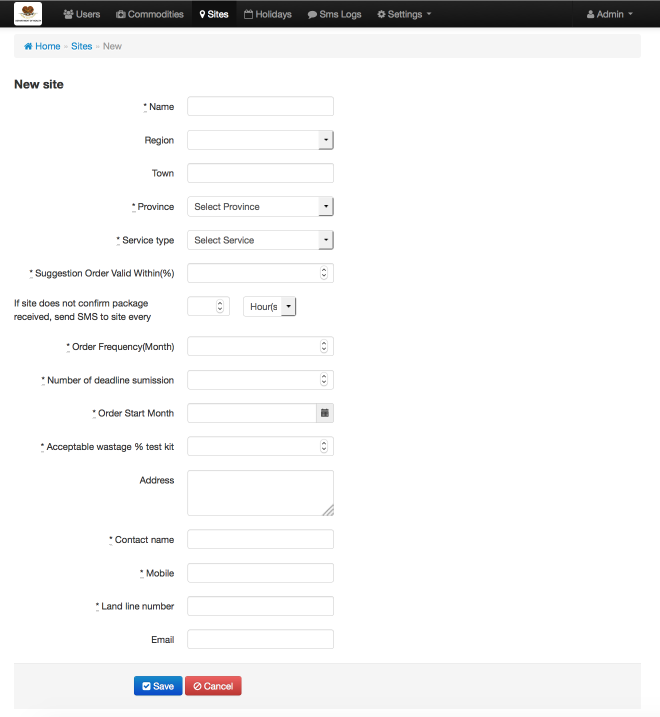 Users Commodities Sites Holidays Sms Logs Settings Admin
Home » Sites » New
New site
* Name
Region
Town
* Province Select Province
* Service type Select Service
* Suggestion Order Valid Within(%)
If site does not confirm package
received, send SMS to site every Hour(s
* Order Frequency(Month)
* Number of deadline sumission
* Order Start Month
* Acceptable wastage % test kit
Address
* Contact name
* Mobile
* Land line number
Email
Save Cancel